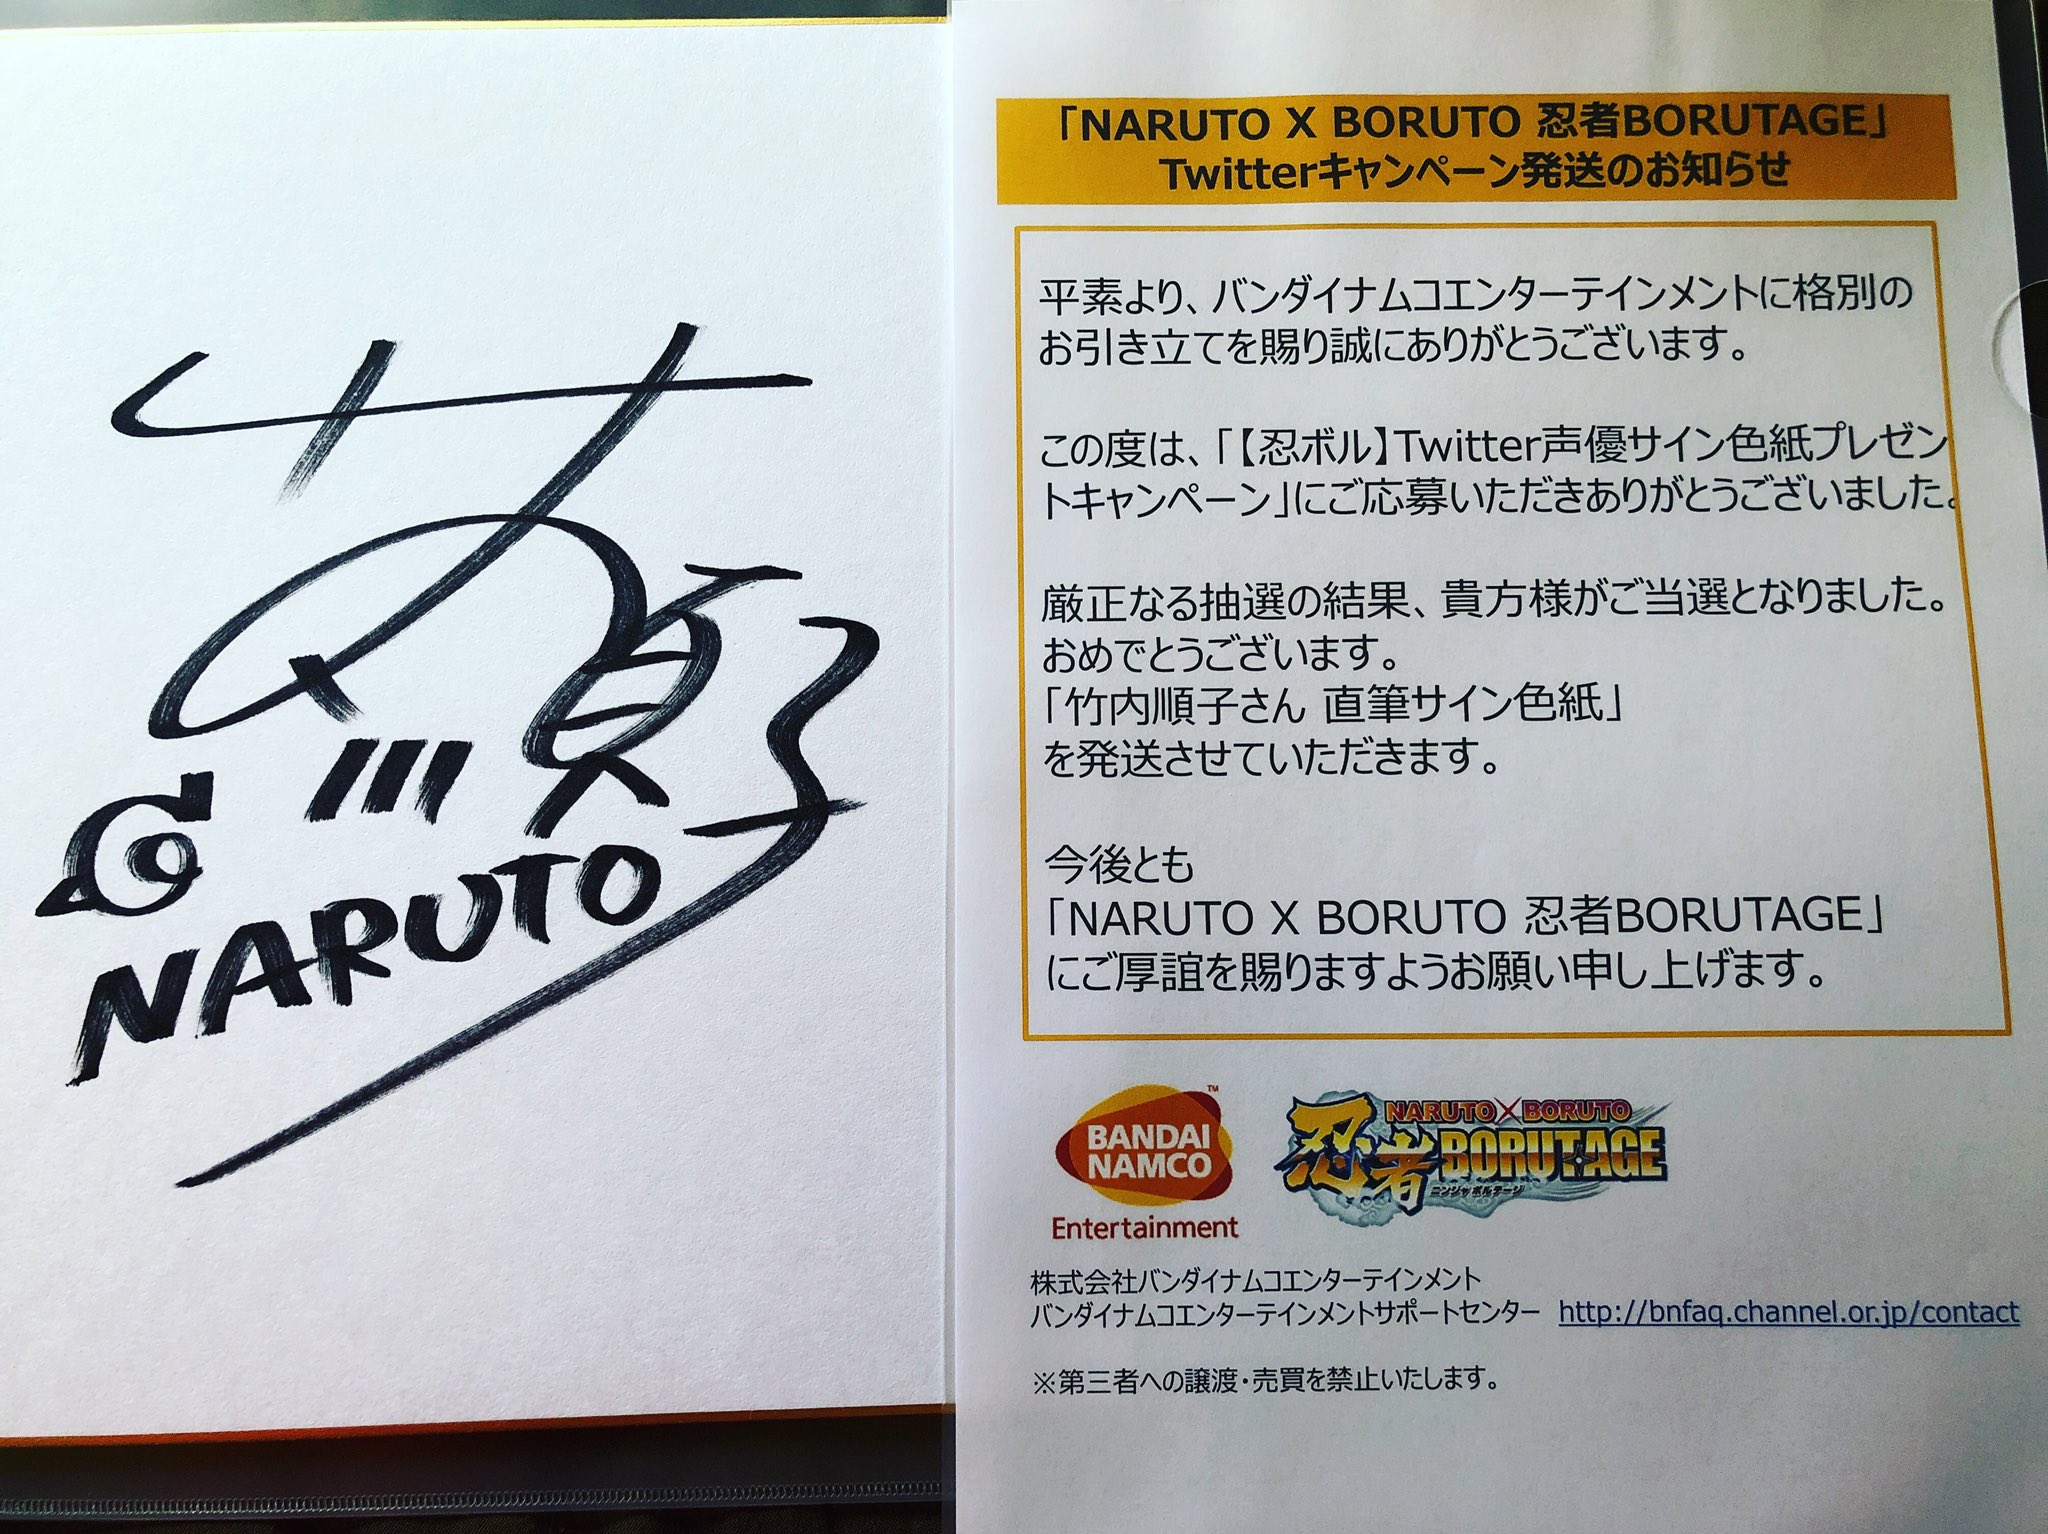 NARUTO
「NARUTO X BORUTO 忍者BORUTAGE」
Twitterキャンペーン発送のお知らせ
平素より、バンダイナムコエンターテインメントに格別の
お引き立てを賜り誠にありがとうございます。
この度は、「【忍ボル】Twitter声優サイン色紙プレゼン
トキャンペーン」にご応募いただきありがとうございました。
厳正なる抽選の結果、貴方様がご当選となりました。
おめでとうございます。
「竹内順子さん 直筆サイン色紙」
を発送させていただきます。
今後とも
「NARUTO X BORUTO 忍者BORUTAGE」
にご厚誼を賜りますようお願い申し上げます。
BANDAI
NAMCO
Entertainment
TM
NARUTO X BORUTO
忍者BORUTAGE
ニンジャボルテージ
株式会社バンダイナムコエンターテインメント
バンダイナムコエンターテインメントサポートセンター http://bnfaq.channel.or.jp/contact
※第三者への譲渡・売買を禁止いたします。